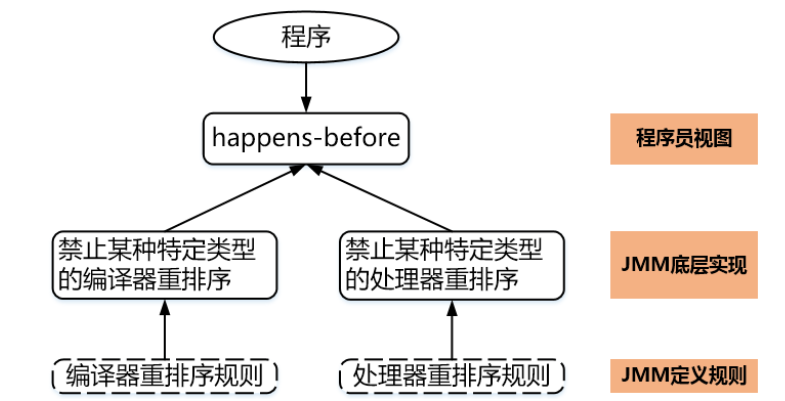 程序
happens-before
程序员视图
禁止某种特定类型
的编译器重排序
禁止某种特定类型
的处理器重排序
JMM底层实现
编译器重排序规则
处理器重排序规则
JMM定义规则